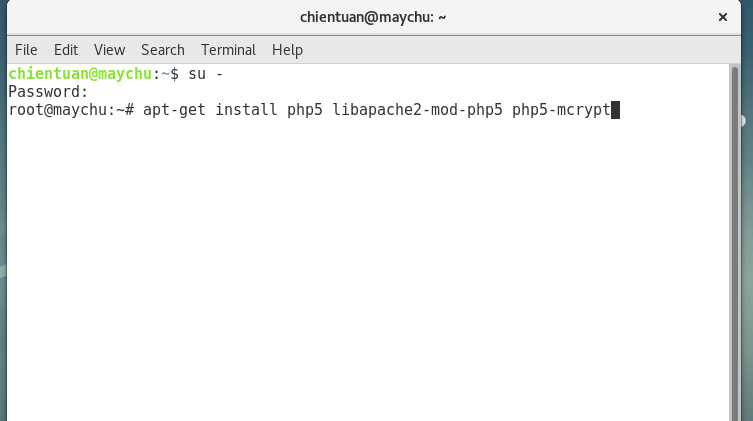 chientuan@maychu: ~
File Edit View Search Terminal Help
chientuan@maychu:~$ su -
Password:
root@maychu:~# apt-get install php5 libapache2-mod-php5 php5-mcrypt